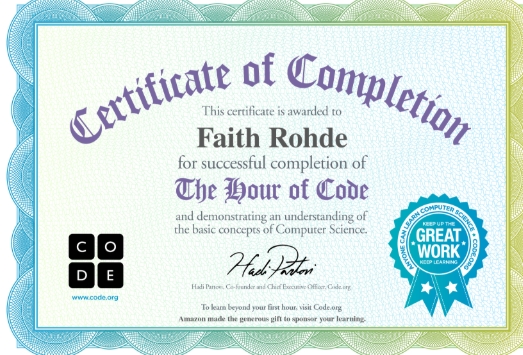 Certificate of Completion
This certificate is awarded to
Faith Rohde
for successful completion of
The Hour of Code
and demonstrating an understanding of
the basic concepts of Computer Science.
Hadi Partovi
Hadi Partovi, Co-founder and Chief Executive Officer, Code.org
To learn beyond your first hour, visit Code.org
Amazon made the generous gift to sponsor your learning.
C O
D E
www.code.org
ANYONE CAN LEARN COMPUTER SCIENCE
KEEP UP THE
GREAT
WORK
KEEP LEARNING
CODE.ORG